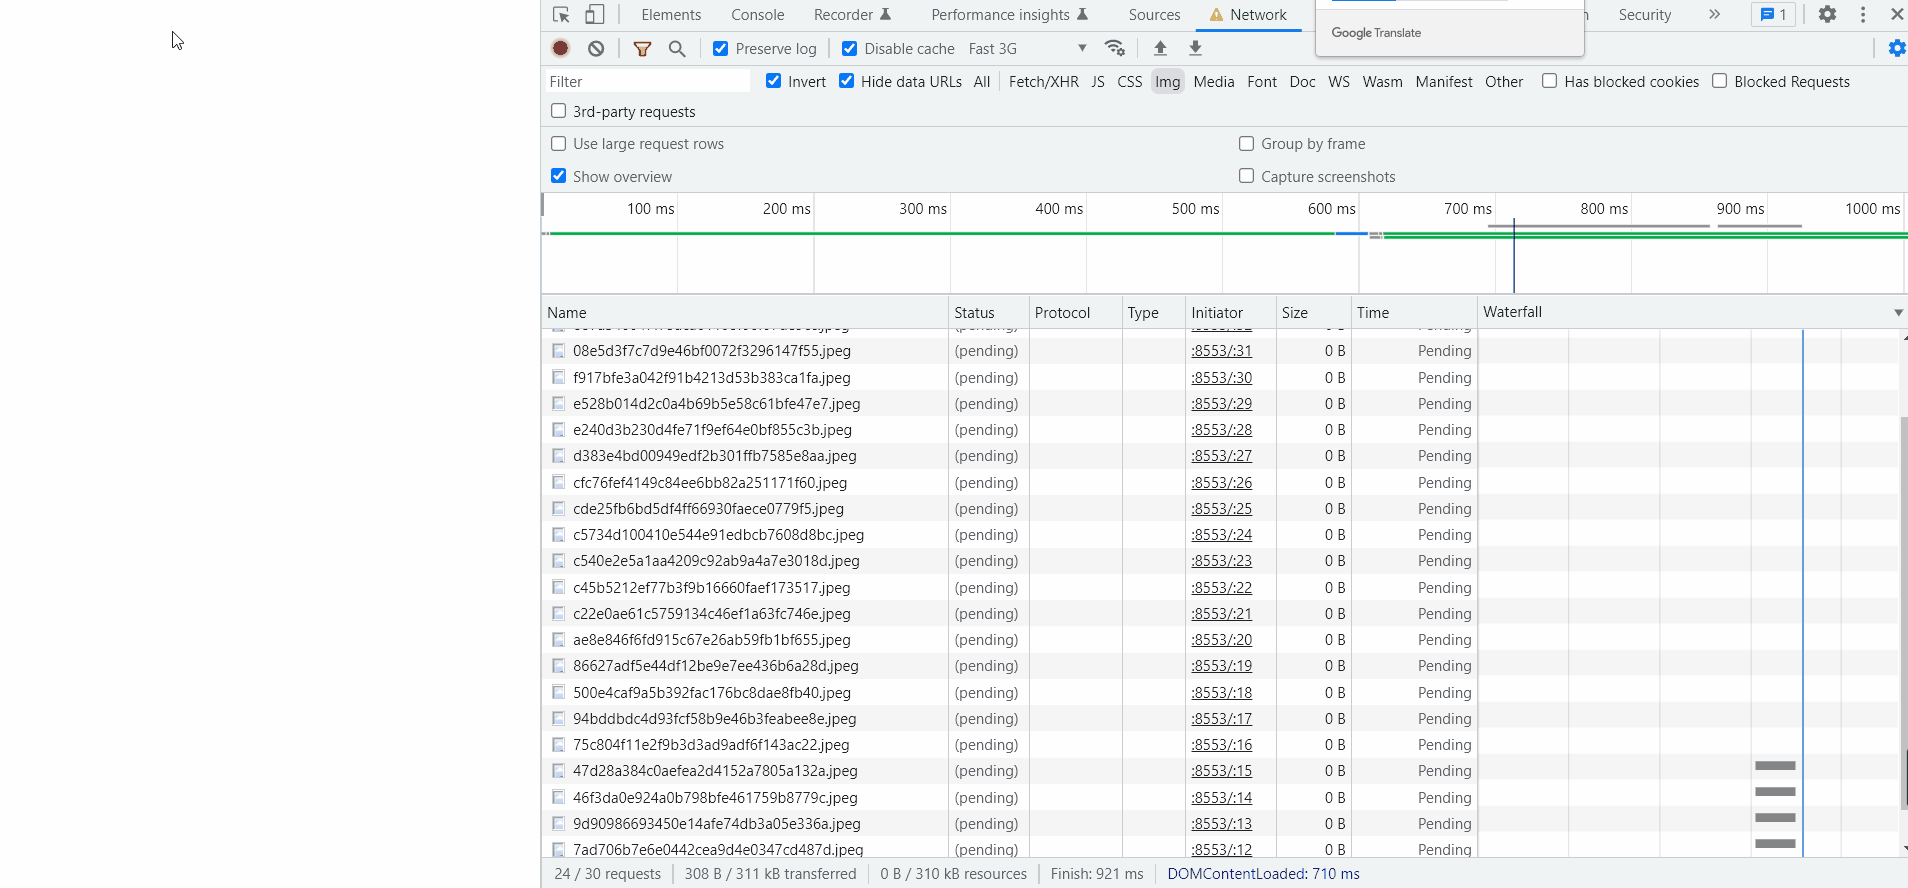 Elements Console Recorder Performance insights Sources Network Security 1
Google Translate
Preserve log Disable cache Fast 3G
Filter Invert Hide data URLs All Fetch/XHR JS CSS Img Media Font Doc WS Wasm Manifest Other Has blocked cookies Blocked Requests
3rd-party requests
Use large request rows Group by frame
Show overview Capture screenshots
100 ms 200 ms 300 ms 400 ms 500 ms 600 ms 700 ms 800 ms 900 ms 1000 ms
Name Status Protocol Type Initiator Size Time Waterfall
08e5d3f7c7d9e46bf0072f3296147f55.jpeg (pending) :8553/:31 0 B Pending
f917bfe3a042f91b4213d53b383ca1fa.jpeg (pending) :8553/:30 0 B Pending
e528b014d2c0a4b69b5e58c61bfe47e7.jpeg (pending) :8553/:29 0 B Pending
e240d3b230d4fe71f9ef64e0bf855c3b.jpeg (pending) :8553/:28 0 B Pending
d383e4bd00949edf2b301ffb7585e8aa.jpeg (pending) :8553/:27 0 B Pending
cfc76fef4149c84ee6bb82a251171f60.jpeg (pending) :8553/:26 0 B Pending
cde25fb6bd5df4ff66930faece0779f5.jpeg (pending) :8553/:25 0 B Pending
c5734d100410e544e91edbcb7608d8bc.jpeg (pending) :8553/:24 0 B Pending
c540e2e5a1aa4209c92ab9a4a7e3018d.jpeg (pending) :8553/:23 0 B Pending
c45b5212ef77b3f9b16660faef173517.jpeg (pending) :8553/:22 0 B Pending
c22e0ae61c5759134c46ef1a63fc746e.jpeg (pending) :8553/:21 0 B Pending
ae8e846f6fd915c67e26ab59fb1bf655.jpeg (pending) :8553/:20 0 B Pending
86627adf5e44df12be9e7ee436b6a28d.jpeg (pending) :8553/:19 0 B Pending
500e4caf9a5b392fac176bc8dae8fb40.jpeg (pending) :8553/:18 0 B Pending
94bddbdc4d93fcf58b9e46b3feabee8e.jpeg (pending) :8553/:17 0 B Pending
75c804f11e2f9b3d3ad9adf6f143ac22.jpeg (pending) :8553/:16 0 B Pending
47d28a384c0aefea2d4152a7805a132a.jpeg (pending) :8553/:15 0 B Pending
46f3da0e924a0b798bfe461759b8779c.jpeg (pending) :8553/:14 0 B Pending
9d90986693450e14afe74db3a05e336a.jpeg (pending) :8553/:13 0 B Pending
7ad706b7e6e0442cea9d4e0347cd487d.jpeg (pending) :8553/:12 0 B Pending
24 / 30 requests 308 B / 311 kB transferred 0 B / 310 kB resources Finish: 921 ms DOMContentLoaded: 710 ms